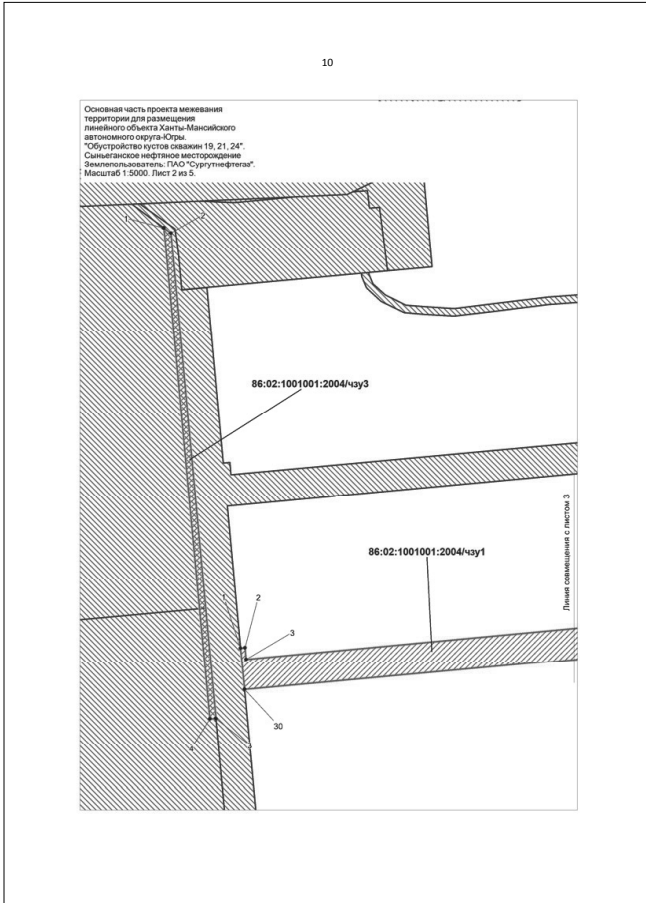 10
Основная часть проекта межевания
территории для размещения
линейного объекта Ханты-Мансийского
автономного округа-Югры.
"Обустройство кустов скважин 19, 21, 24".
Сыньеганское нефтяное месторождение
Землепользователь: ПАО "Сургутнефтегаз".
Масштаб 1:5000. Лист 2 из 5.
1
2
86:02:1001001:2004/чзу3
Линия совмещения с листом 3
86:02:1001001:2004/чзу1
1
2
3
30
4